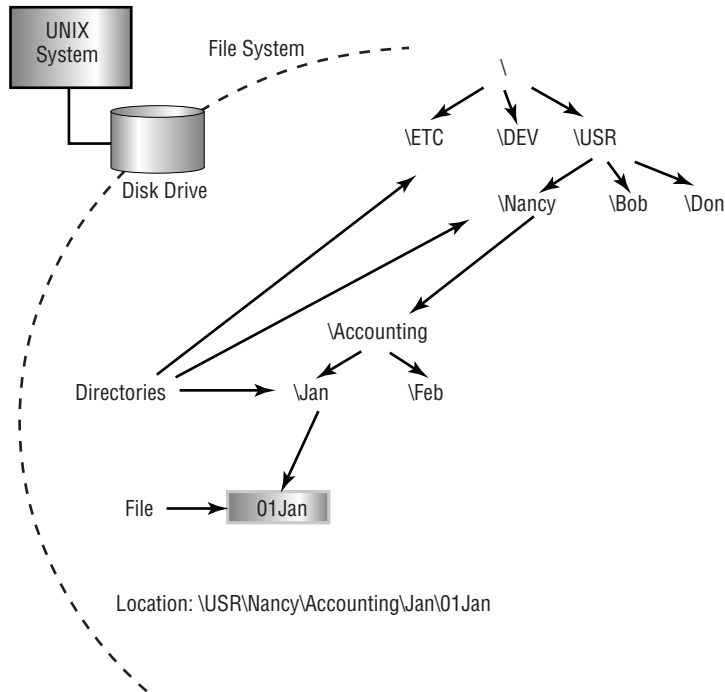 UNIX
System
File System
Disk Drive
\
\ETC \DEV \USR
\Nancy \Bob \Don
\Accounting
Directories \Jan \Feb
File 01Jan
Location: \USR\Nancy\Accounting\Jan\01Jan